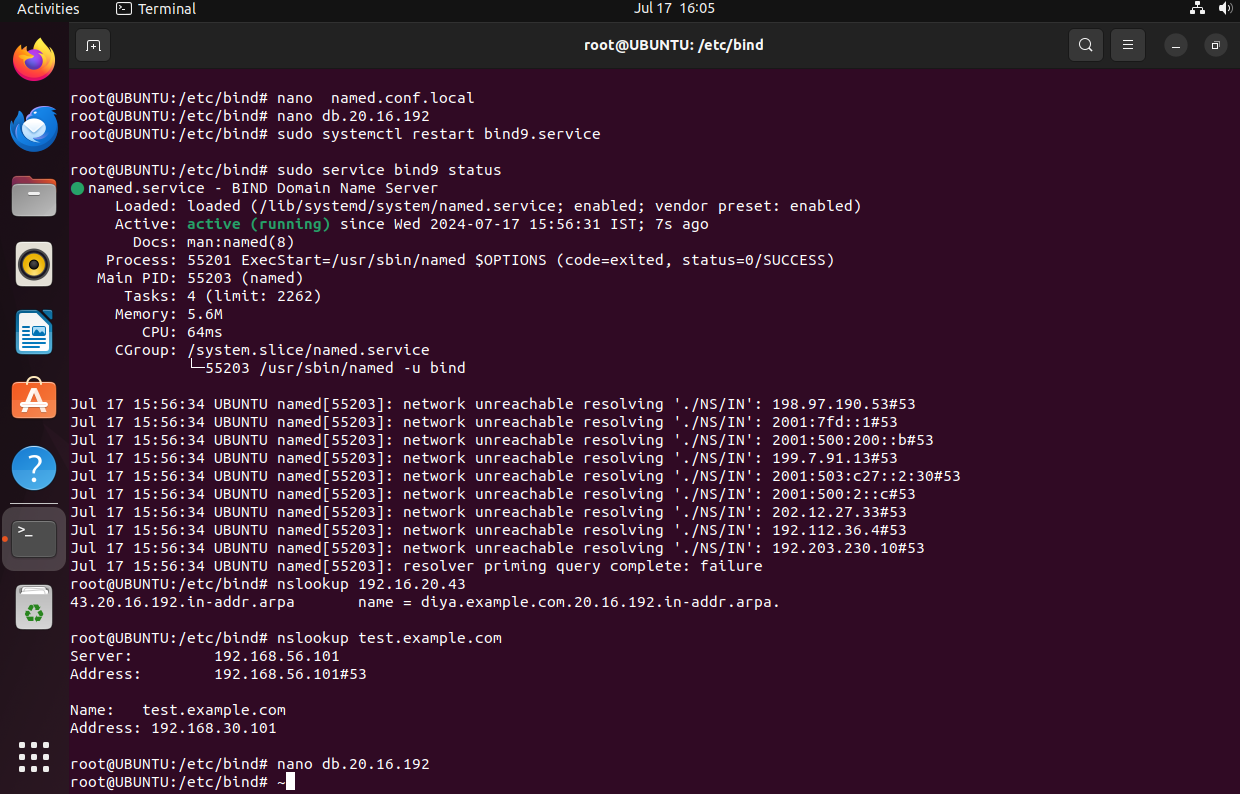 Activities Terminal Jul 17 16:05
root@UBUNTU: /etc/bind
root@UBUNTU:/etc/bind# nano  named.conf.local
root@UBUNTU:/etc/bind# nano db.20.16.192
root@UBUNTU:/etc/bind# sudo systemctl restart bind9.service
root@UBUNTU:/etc/bind# sudo service bind9 status
named.service - BIND Domain Name Server
Loaded: loaded (/lib/systemd/system/named.service; enabled; vendor preset: enabled)
Active: active (running) since Wed 2024-07-17 15:56:31 IST; 7s ago
Docs: man:named(8)
Process: 55201 ExecStart=/usr/sbin/named $OPTIONS (code=exited, status=0/SUCCESS)
Main PID: 55203 (named)
Tasks: 4 (limit: 2262)
Memory: 5.6M
CPU: 64ms
CGroup: /system.slice/named.service
└─55203 /usr/sbin/named -u bind
Jul 17 15:56:34 UBUNTU named[55203]: network unreachable resolving './NS/IN': 198.97.190.53#53
Jul 17 15:56:34 UBUNTU named[55203]: network unreachable resolving './NS/IN': 2001:7fd::1#53
Jul 17 15:56:34 UBUNTU named[55203]: network unreachable resolving './NS/IN': 2001:500:200::b#53
Jul 17 15:56:34 UBUNTU named[55203]: network unreachable resolving './NS/IN': 199.7.91.13#53
Jul 17 15:56:34 UBUNTU named[55203]: network unreachable resolving './NS/IN': 2001:503:c27::2:30#53
Jul 17 15:56:34 UBUNTU named[55203]: network unreachable resolving './NS/IN': 2001:500:2::c#53
Jul 17 15:56:34 UBUNTU named[55203]: network unreachable resolving './NS/IN': 202.12.27.33#53
Jul 17 15:56:34 UBUNTU named[55203]: network unreachable resolving './NS/IN': 192.112.36.4#53
Jul 17 15:56:34 UBUNTU named[55203]: network unreachable resolving './NS/IN': 192.203.230.10#53
Jul 17 15:56:34 UBUNTU named[55203]: resolver priming query complete: failure
root@UBUNTU:/etc/bind# nslookup 192.16.20.43
43.20.16.192.in-addr.arpa       name = diya.example.com.20.16.192.in-addr.arpa.
root@UBUNTU:/etc/bind# nslookup test.example.com
Server:         192.168.56.101
Address:        192.168.56.101#53
Name:   test.example.com
Address: 192.168.30.101
root@UBUNTU:/etc/bind# nano db.20.16.192
root@UBUNTU:/etc/bind# ~